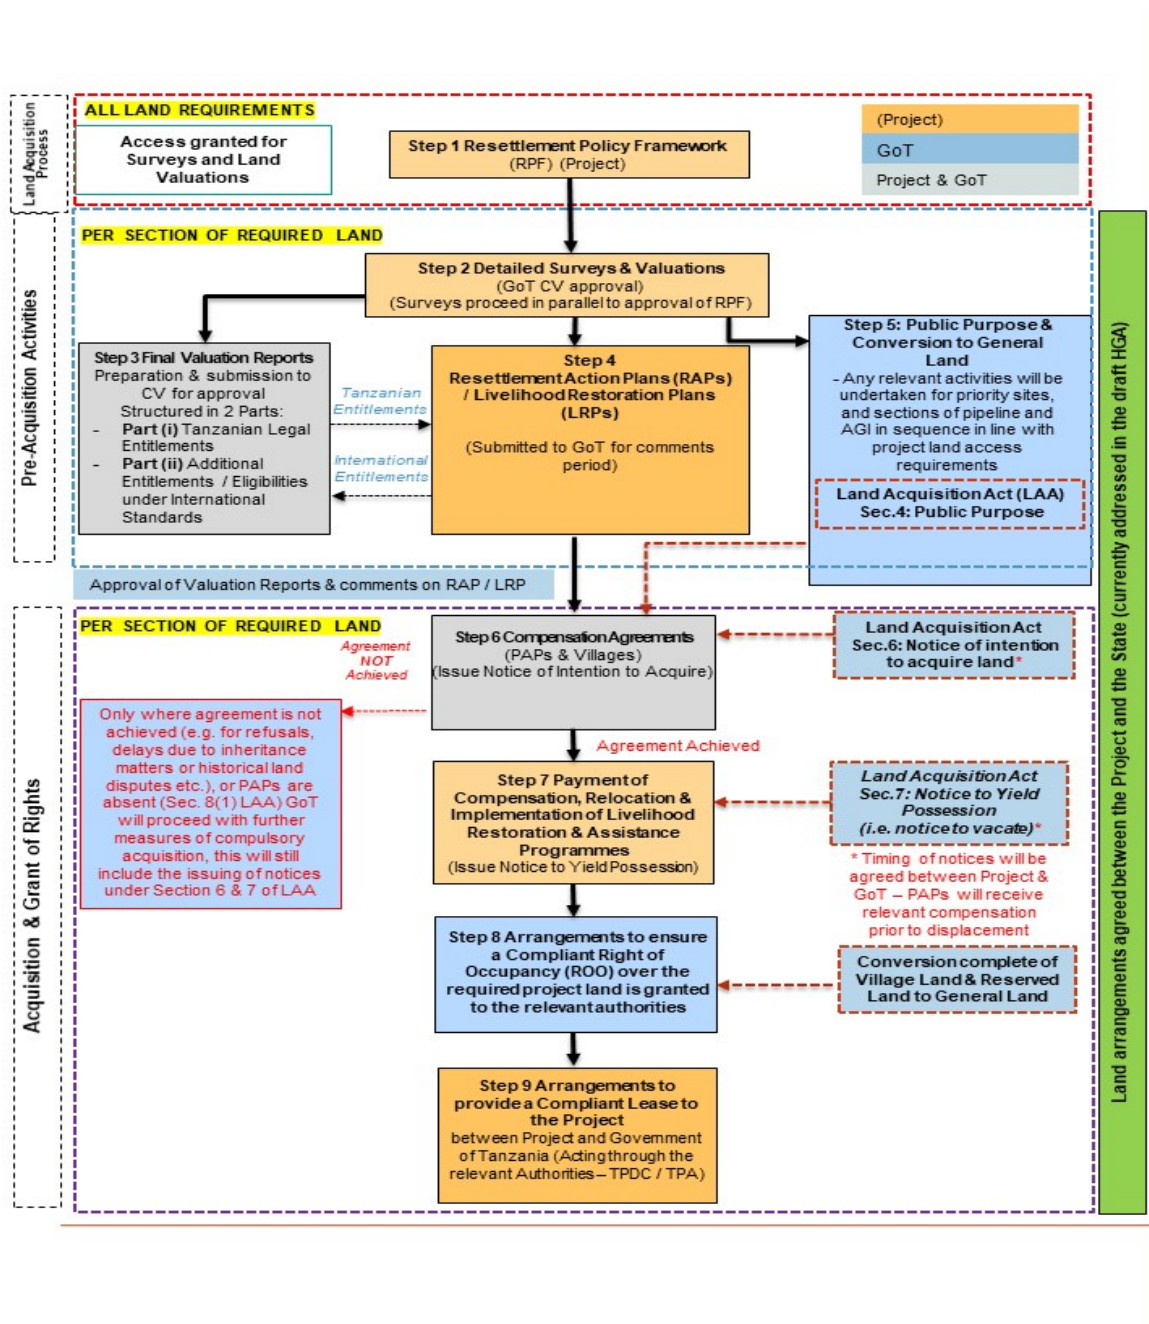 Land Acquisition
Process
ALL LAND REQUIREMENTS
Access granted for
Surveys and Land
Valuations
Step 1 Resettlement Policy Framework
(RPF) (Project)
(Project)
GoT
Project & GoT
Pre-Acquisition Activities
PER SECTION OF REQUIRED LAND
Step 2 Detailed Surveys & Valuations
(GoT CV approval)
(Surveys proceed in parallel to approval of RPF)
Step 3 Final Valuation Reports
Preparation & submission to
CV for approval
Structured in 2 Parts:
- Part (i) Tanzanian Legal
Entitlements
- Part (ii) Additional
Entitlements / Eligibilities
under International
Standards
Tanzanian
Entitlements
International
Entitlements
Step 4
Resettlement Action Plans (RAPs)
/ Livelihood Restoration Plans
(LRPs)
(Submitted to GoT for comments
period)
Step 5: Public Purpose &
Conversion to General
Land
- Any relevant activities will be
undertaken for priority sites,
and sections of pipeline and
AGI in sequence in line with
project land access
requirements
Land Acquisition Act (LAA)
Sec.4: Public Purpose
Approval of Valuation Reports & comments on RAP / LRP
Acquisition & Grant of Rights
PER SECTION OF REQUIRED LAND
Agreement
NOT
Achieved
Step 6 Compensation Agreements
(PAPs & Villages)
(Issue Notice of Intention to Acquire)
Land Acquisition Act
Sec.6: Notice of intention
to acquire land*
Only where agreement is not
achieved (e.g. for refusals,
delays due to inheritance
matters or historical land
disputes etc.), or PAPs are
absent (Sec. 8(1) LAA) GoT
will proceed with further
measures of compulsory
acquisition, this will still
include the issuing of notices
under Section 6 & 7 of LAA
Agreement Achieved
Step 7 Payment of
Compensation, Relocation &
Implementation of Livelihood
Restoration & Assistance
Programmes
(Issue Notice to Yield Possession)
Land Acquisition Act
Sec.7: Notice to Yield
Possession
(i.e. notice to vacate)*
* Timing of notices will be
agreed between Project &
GoT – PAPs will receive
relevant compensation
prior to displacement
Step 8 Arrangements to ensure
a Compliant Right of
Occupancy (ROO) over the
required project land is granted
to the relevant authorities
Conversion complete of
Village Land & Reserved
Land to General Land
Step 9 Arrangements to
provide a Compliant Lease to
the Project
between Project and Government
of Tanzania (Acting through the
relevant Authorities – TPDC / TPA)
Land arrangements agreed between the Project and the State (currently addressed in the draft HGA)